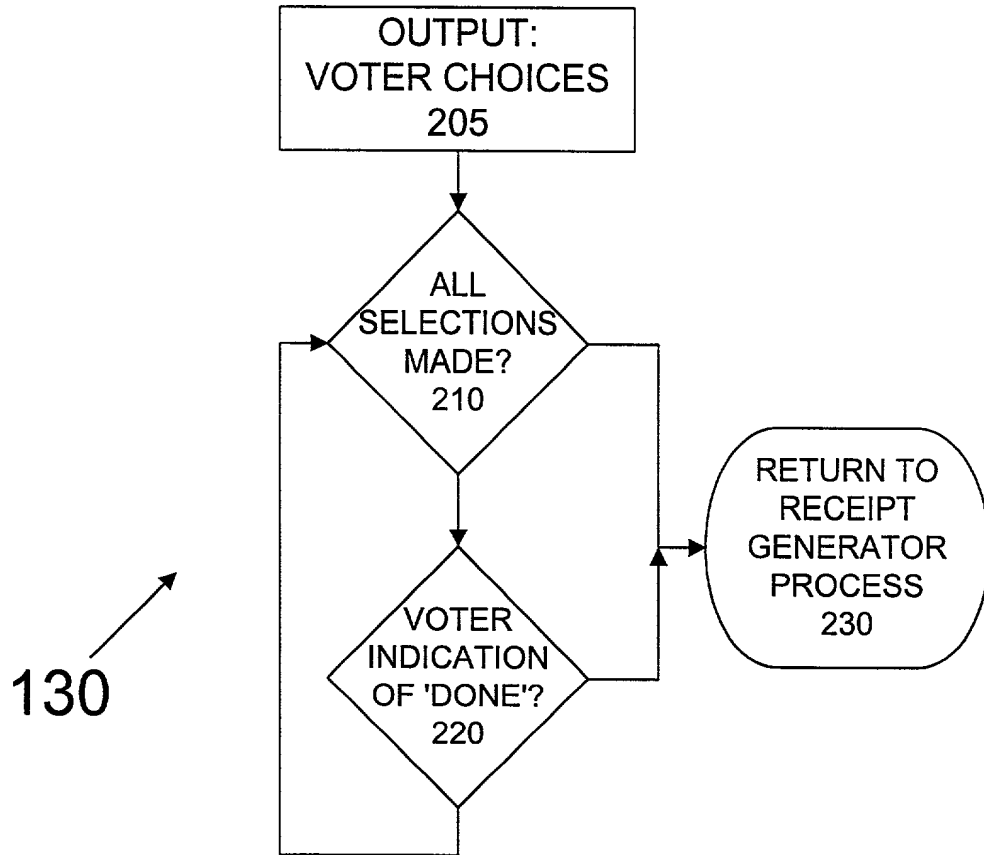 OUTPUT:
VOTER CHOICES
205
ALL
SELECTIONS
MADE?
210
RETURN TO
RECEIPT
GENERATOR
PROCESS
230
VOTER
INDICATION
OF 'DONE'?
220
130